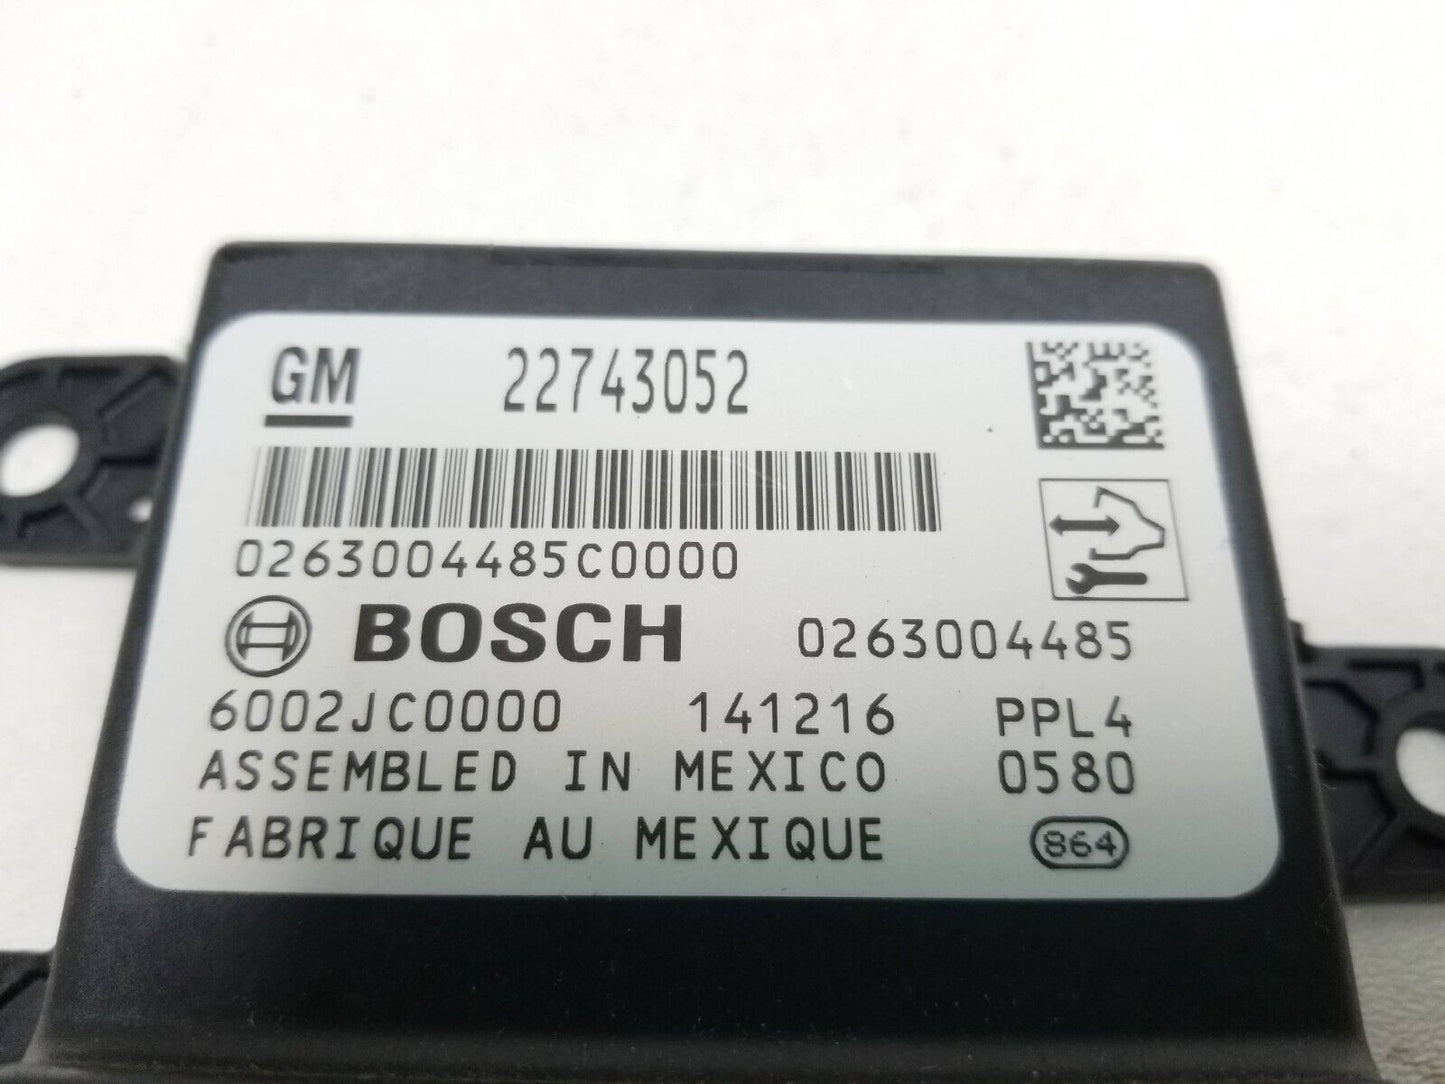 GM 22743052
0263004485C0000
BOSCH 0263004485
6002JC0000 141216 PPL4
ASSEMBLED IN MEXICO 0580
FABRIQUE AU MEXIQUE 864